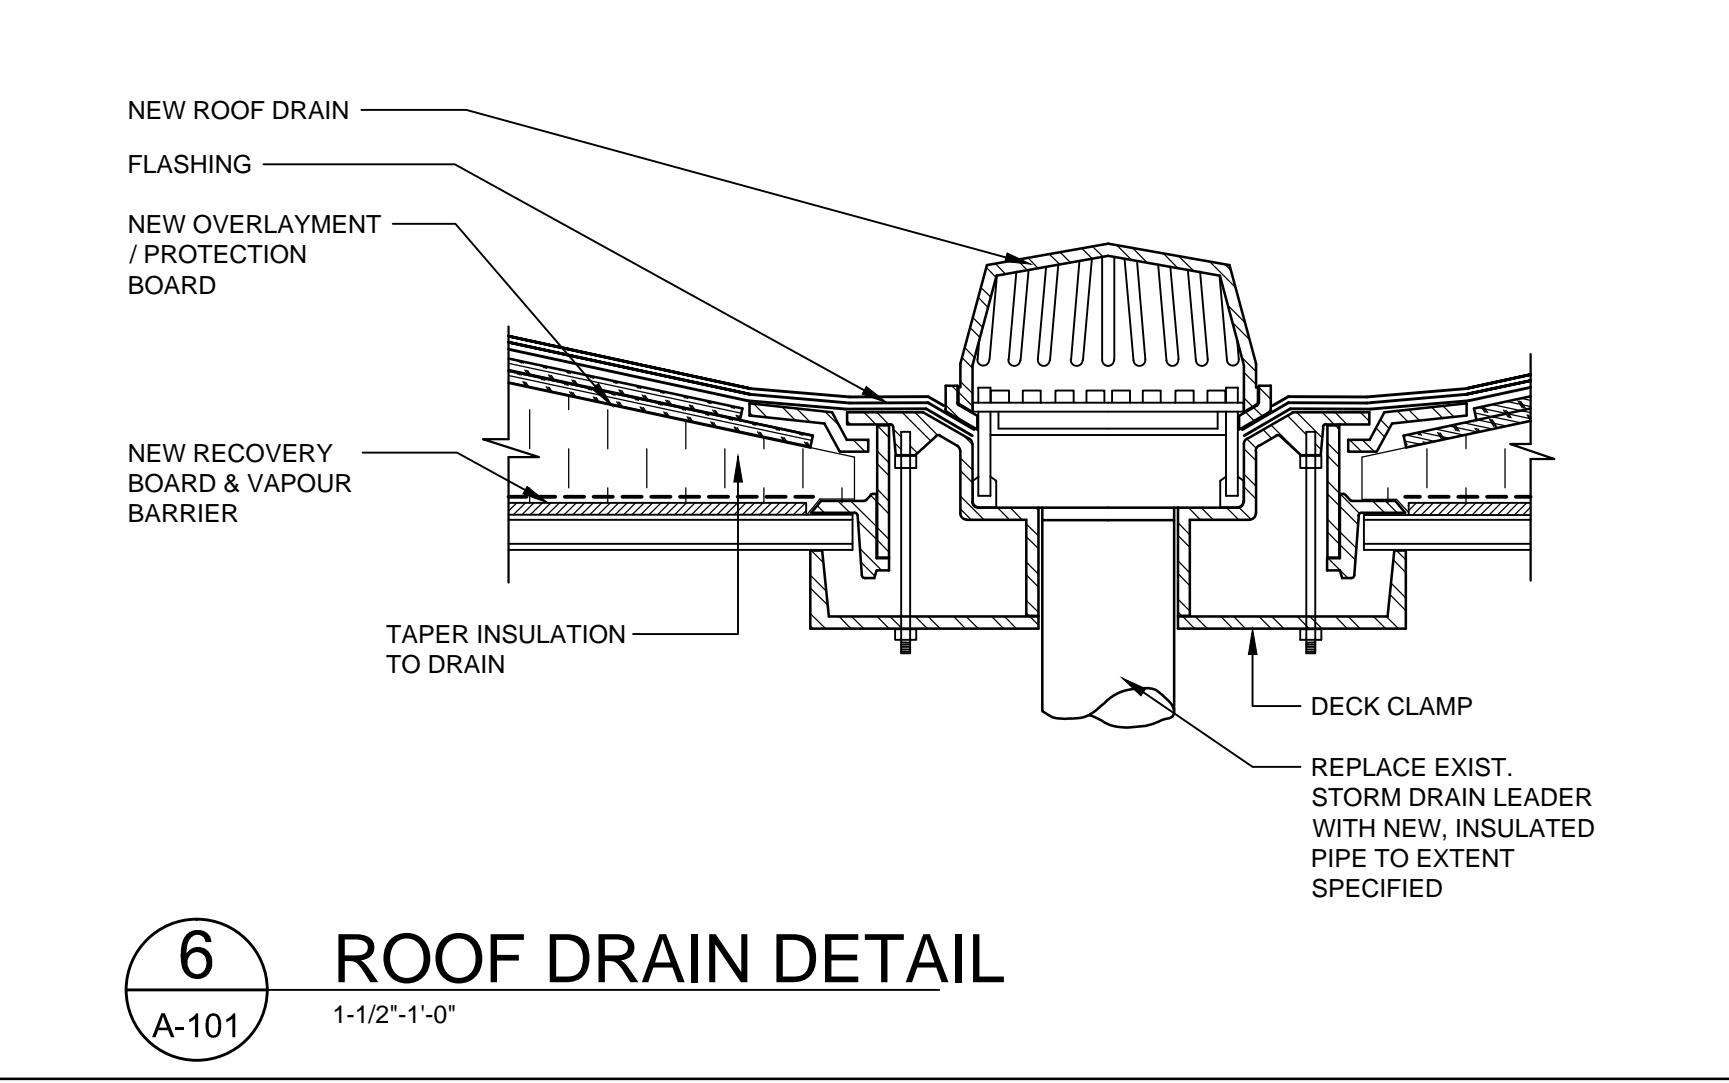 NEW ROOF DRAIN
FLASHING
NEW OVERLAYMENT
/ PROTECTION
BOARD
NEW RECOVERY
BOARD & VAPOUR
BARRIER
TAPER INSULATION
TO DRAIN
DECK CLAMP
REPLACE EXIST.
STORM DRAIN LEADER
WITH NEW, INSULATED
PIPE TO EXTENT
SPECIFIED
6
A-101
ROOF DRAIN DETAIL
1-1/2"-1'-0"